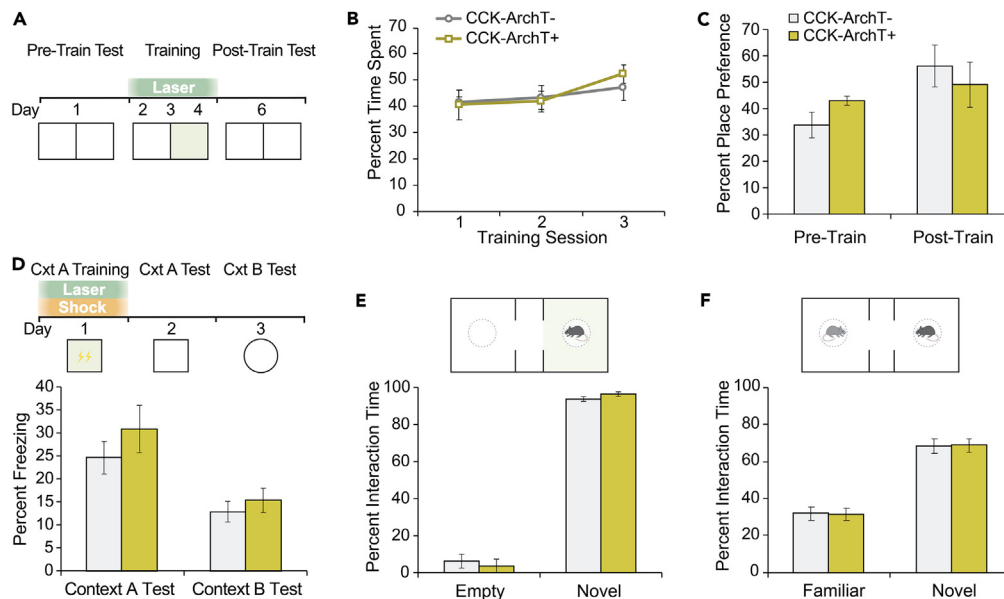 A
Pre-Train Test Training Post-Train Test
Laser
Day 1 2 3 4 6
B
CCK-ArchT-
CCK-ArchT+
Percent Time Spent
70
60
50
40
30
20
10
0
1 2 3
Training Session
C
CCK-ArchT-
CCK-ArchT+
Percent Place Preference
70
60
50
40
30
20
10
0
Pre-Train Post-Train
D
Cxt A Training Cxt A Test Cxt B Test
Laser
Shock
Day 1 2 3
Percent Freezing
40
35
30
25
20
15
10
5
0
Context A Test Context B Test
E
Percent Interaction Time
100
80
60
40
20
0
Empty Novel
F
Percent Interaction Time
100
80
60
40
20
0
Familiar Novel